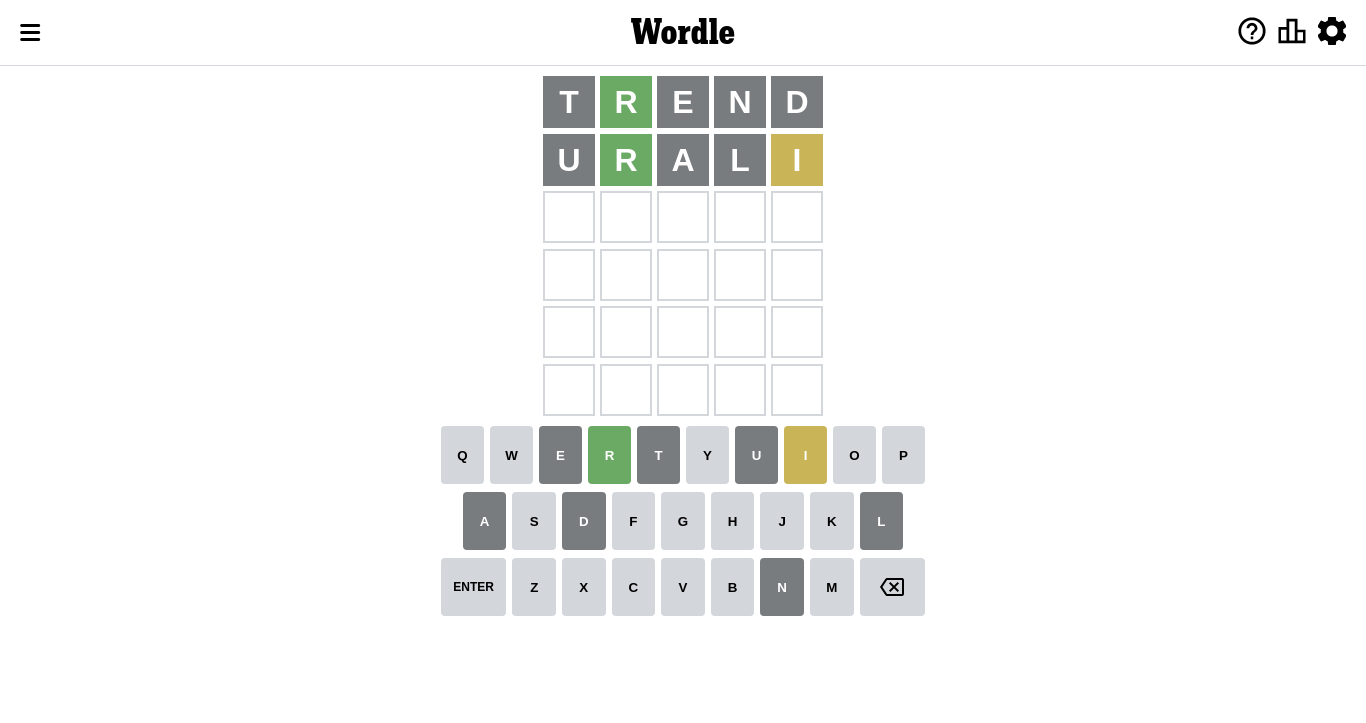 Wordle
T R E N D
U R A L I
Q W E R T Y U I O P
A S D F G H J K L
ENTER Z X C V B N M